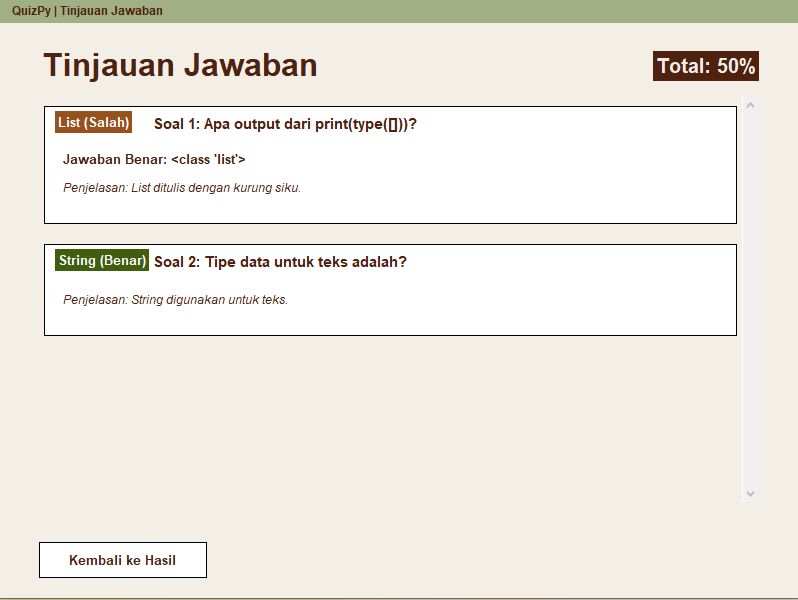 QuizPy | Tinjauan Jawaban
Tinjauan Jawaban
Total: 50%
List (Salah) Soal 1: Apa output dari print(type([]))?
Jawaban Benar: <class 'list'>
Penjelasan: List ditulis dengan kurung siku.
String (Benar) Soal 2: Tipe data untuk teks adalah?
Penjelasan: String digunakan untuk teks.
Kembali ke Hasil